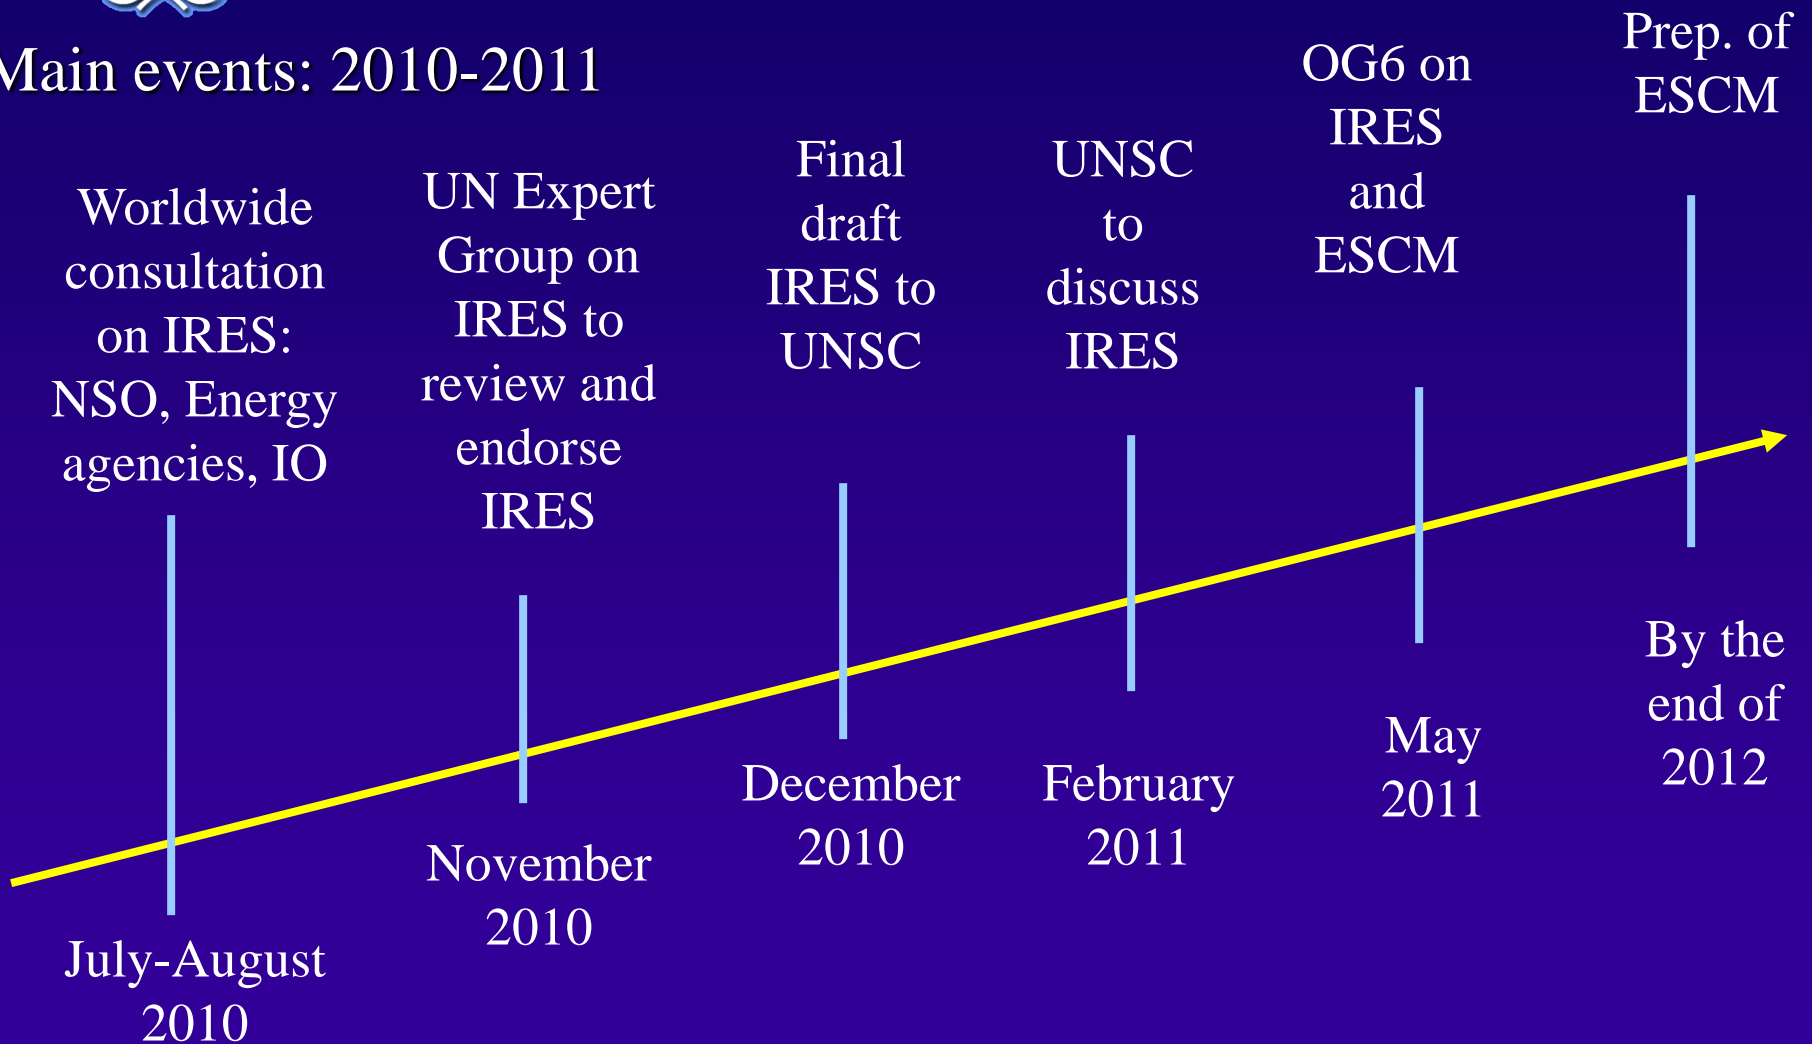 Main events: 2010-2011
Worldwide
consultation
on IRES:
NSO, Energy
agencies, IO
July-August
2010
UN Expert
Group on
IRES to
review and
endorse
IRES
November
2010
Final
draft
IRES to
UNSC
December
2010
UNSC
to
discuss
IRES
February
2011
OG6 on
IRES
and
ESCM
May
2011
Prep. of
ESCM
By the
end of
2012